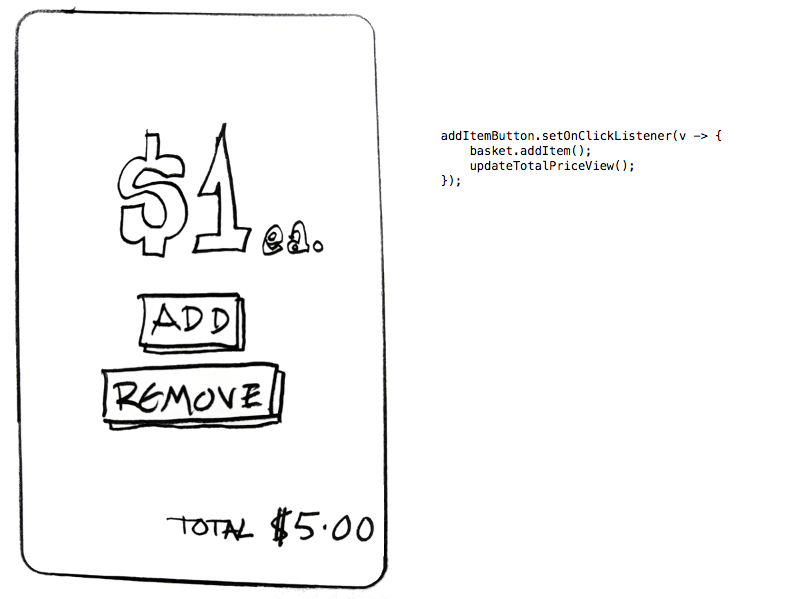 $1 ea.
ADD
REMOVE
TOTAL $5.00
addItemButton.setOnClickListener(v -> {
    basket.addItem();
    updateTotalPriceView();
});